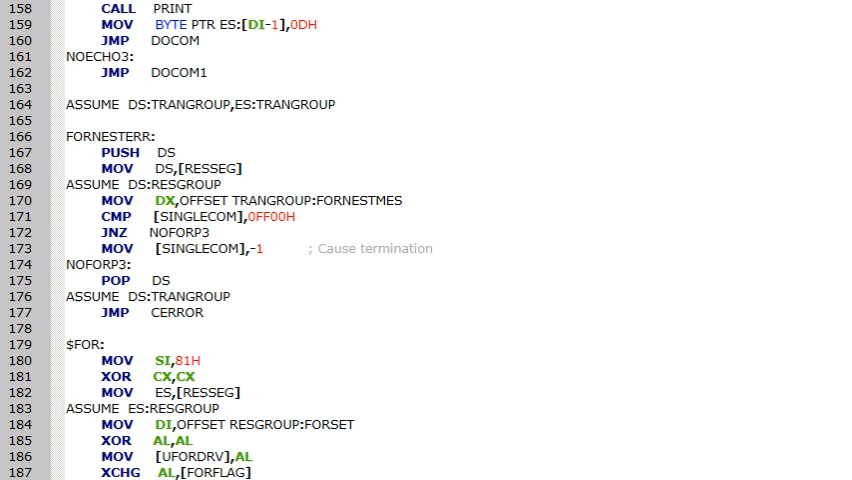 158 CALL PRINT
159 MOV BYTE PTR ES:[DI-1],0DH
160 JMP DOCOM
161 NOECHO3:
162 JMP DOCOM1
163
164 ASSUME DS:TRANGROUP,ES:TRANGROUP
165
166 FORNESTERR:
167 PUSH DS
168 MOV DS,[RESSEG]
169 ASSUME DS:RESGROUP
170 MOV DX,OFFSET TRANGROUP:FORNESTMES
171 CMP [SINGLECOM],0FF00H
172 JNZ NOFORP3
173 MOV [SINGLECOM],-1 ; Cause termination
174 NOFORP3:
175 POP DS
176 ASSUME DS:TRANGROUP
177 JMP CERROR
178
179 $FOR:
180 MOV SI,81H
181 XOR CX,CX
182 MOV ES,[RESSEG]
183 ASSUME ES:RESGROUP
184 MOV DI,OFFSET RESGROUP:FORSET
185 XOR AL,AL
186 MOV [UFORDRV],AL
187 XCHG AL,[FORFLAG]